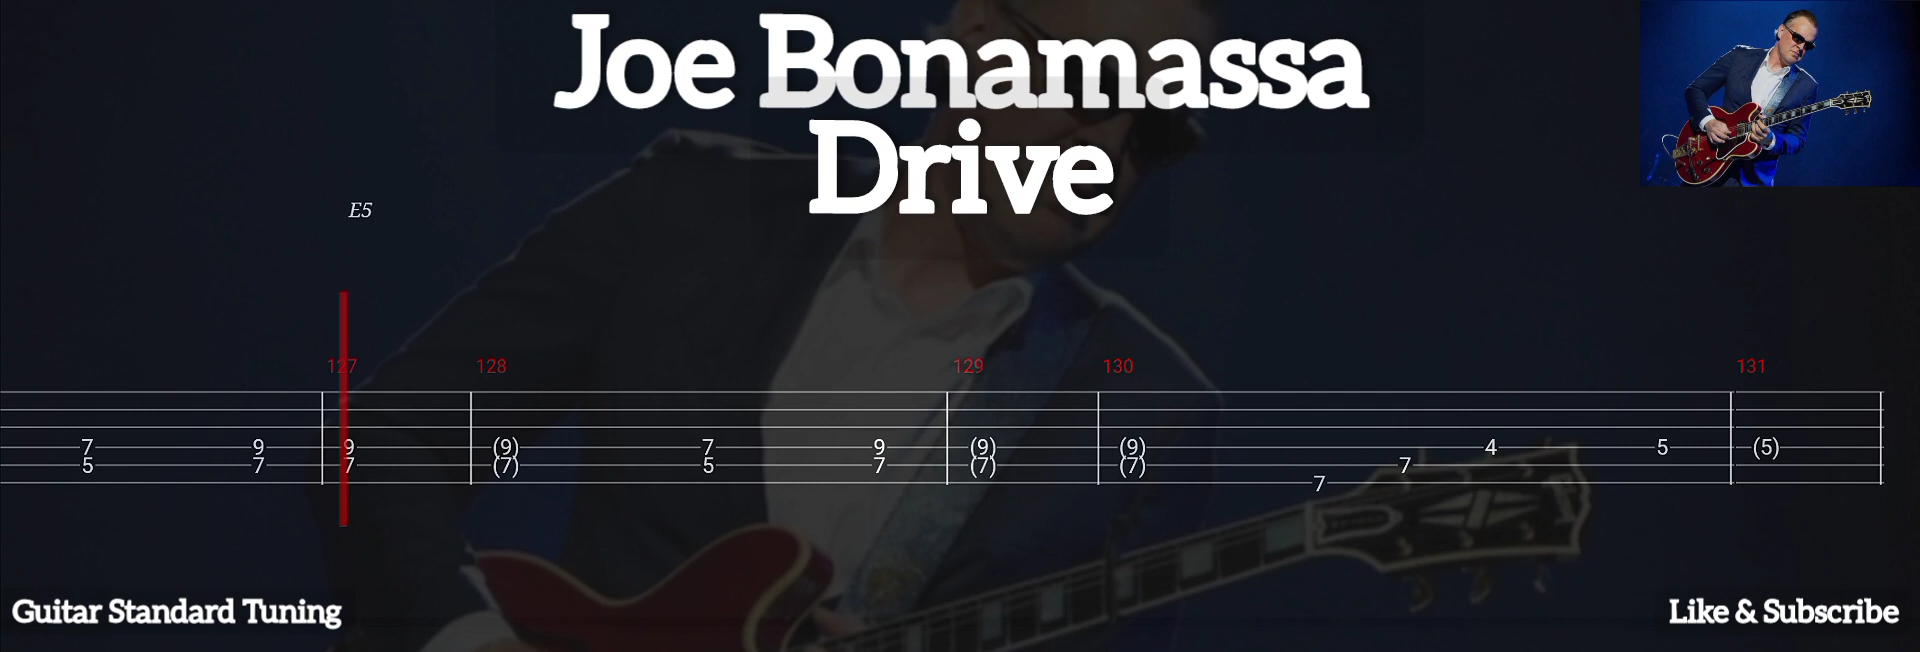 Joe Bonamassa
Drive
E5
127 128 129 130 131
7 9 9 (9) 7 9 (9) (9) 4 5 (5)
5 7 7 (7) 5 7 (7) (7) 7
7
Guitar Standard Tuning
Like & Subscribe